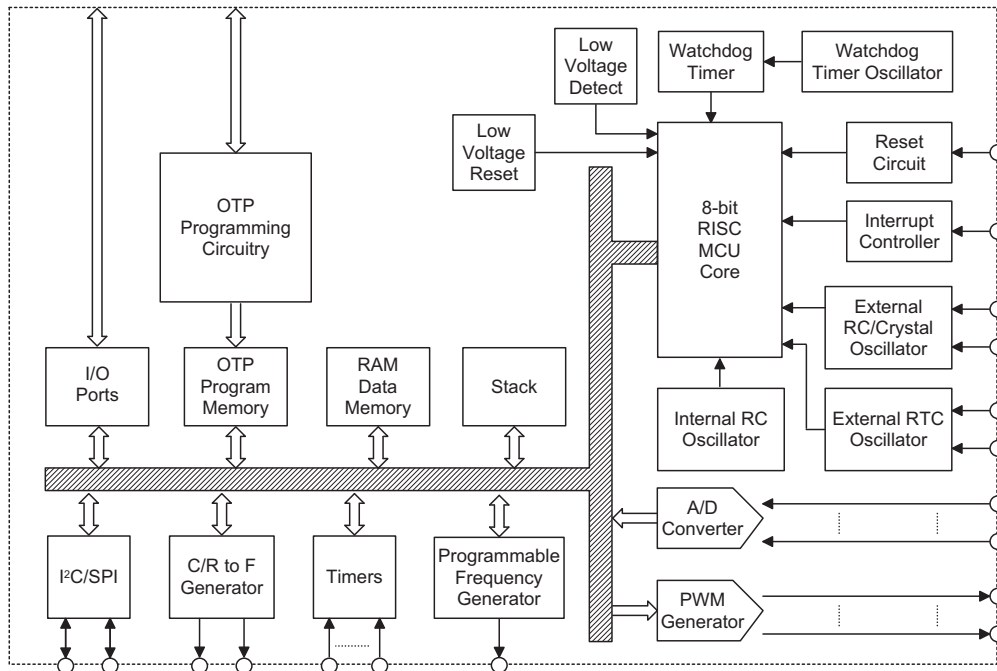 Low
Voltage
Detect
Watchdog
Timer
Watchdog
Timer Oscillator
Low
Voltage
Reset
8-bit
RISC
MCU
Core
Reset
Circuit
Interrupt
Controller
External
RC/Crystal
Oscillator
External RTC
Oscillator
Internal RC
Oscillator
OTP
Programming
Circuitry
I/O
Ports
OTP
Program
Memory
RAM
Data
Memory
Stack
I²C/SPI
C/R to F
Generator
Timers
Programmable
Frequency
Generator
A/D
Converter
PWM
Generator